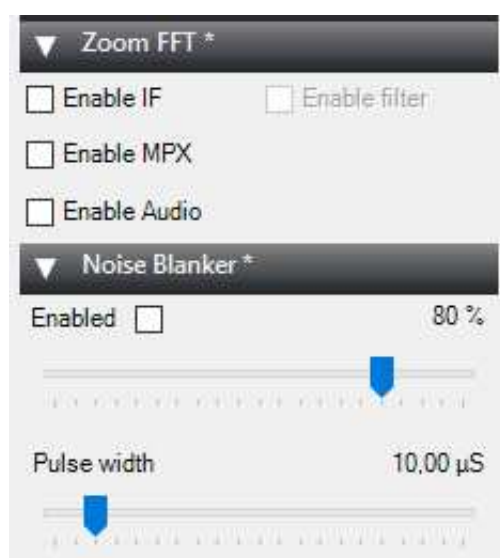 Zoom FFT *
Enable IF Enable filter
Enable MPX
Enable Audio
Noise Blanker *
Enabled 80 %
Pulse width 10,00 µS